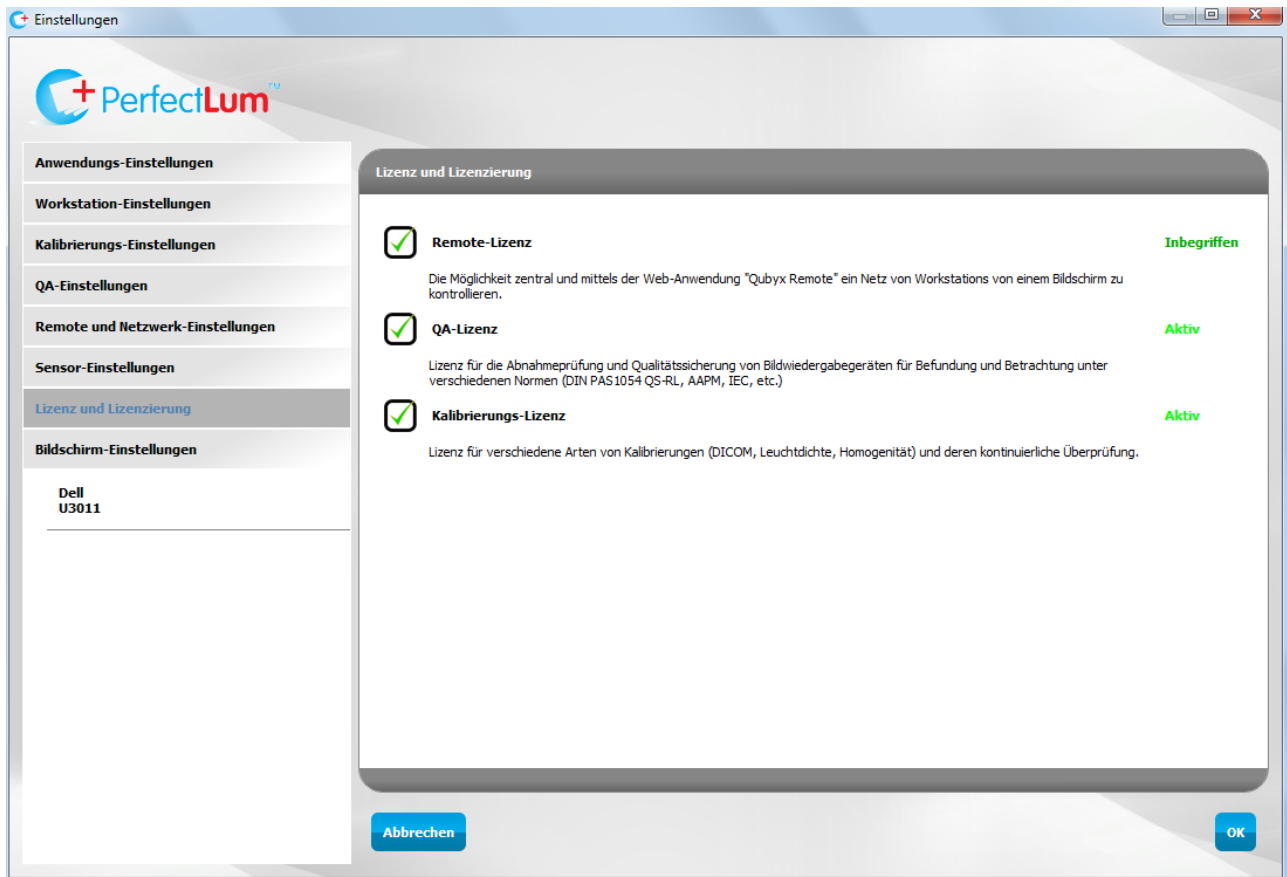 Einstellungen
PerfectLum™
Anwendungs-Einstellungen
Workstation-Einstellungen
Kalibrierungs-Einstellungen
QA-Einstellungen
Remote und Netzwerk-Einstellungen
Sensor-Einstellungen
Lizenz und Lizenzierung
Bildschirm-Einstellungen
Dell
U3011
Lizenz und Lizenzierung
Remote-Lizenz Inbegriffen
Die Möglichkeit zentral und mittels der Web-Anwendung "Qubyx Remote" ein Netz von Workstations von einem Bildschirm zu
kontrollieren.
QA-Lizenz Aktiv
Lizenz für die Abnahmeprüfung und Qualitätssicherung von Bildwiedergabegeräten für Befundung und Betrachtung unter
verschiedenen Normen (DIN PAS1054 QS-RL, AAPM, IEC, etc.)
Kalibrierungs-Lizenz Aktiv
Lizenz für verschiedene Arten von Kalibrierungen (DICOM, Leuchtdichte, Homogenität) und deren kontinuierliche Überprüfung.
Abbrechen
OK